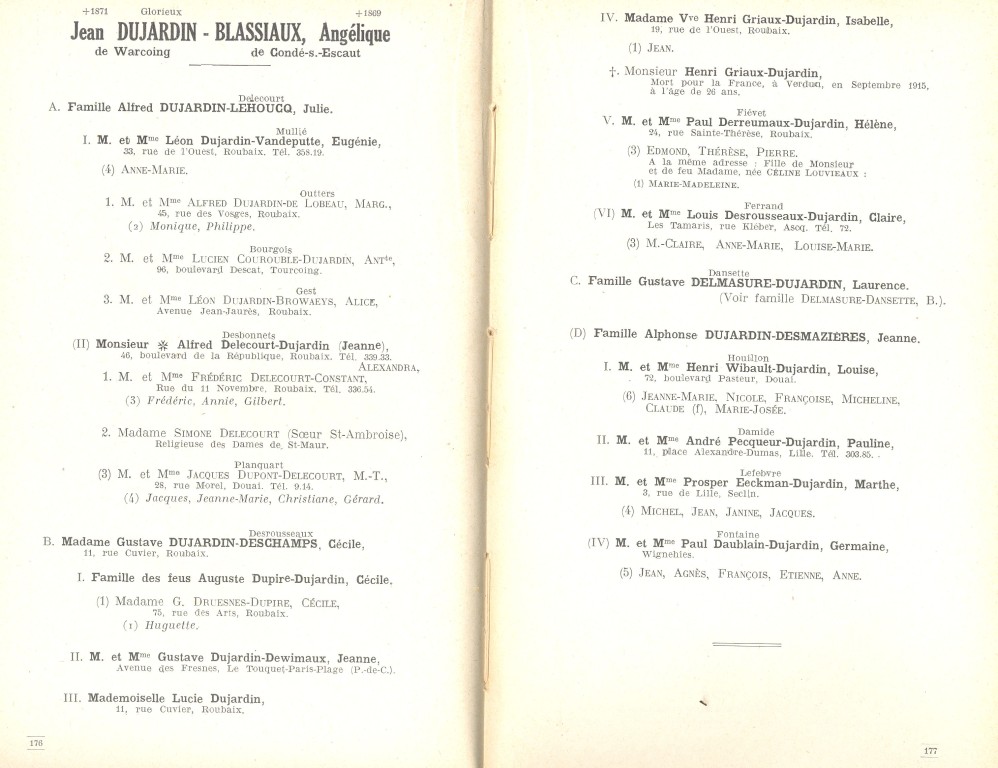 +1871 Glorieux +1869
Jean DUJARDIN - BLASSIAUX, Angélique
de Warcoing de Condé-s.-Escaut
Delecourt
A. Famille Alfred DUJARDIN-LEHOUCQ, Julie.
Mullié
I. M. et Mme Léon Dujardin-Vandeputte, Eugénie,
33, rue de l'Ouest, Roubaix. Tél. 358.19.
(4) ANNE-MARIE.
Outters
1. M. et Mme ALFRED DUJARDIN-DE LOBEAU, MARG.,
45, rue des Vosges, Roubaix.
(2) Monique, Philippe.
Bourgois
2. M. et Mme LUCIEN COUROUBLE-DUJARDIN, ANTte,
96, boulevard Descat, Tourcoing.
Gest
3. M. et Mme LÉON DUJARDIN-BROWAEYS, ALICE,
Avenue Jean-Jaurès, Roubaix.
Desbonnets
(II) Monsieur ✻ Alfred Delecourt-Dujardin (Jeanne),
46, boulevard de la République, Roubaix. Tél. 339.33.
ALEXANDRA,
1. M. et Mme FRÉDÉRIC DELECOURT-CONSTANT,
Rue du 11 Novembre, Roubaix. Tél. 336.54.
(3) Frédéric, Annie, Gilbert.
2. Madame SIMONE DELECOURT (Sœur St-Ambroise),
Religieuse des Dames de St-Maur.
Planquart
(3) M. et Mme JACQUES DUPONT-DELECOURT, M.-T.,
28, rue Morel, Douai. Tél. 9.14.
(4) Jacques, Jeanne-Marie, Christiane, Gérard.
Desrousseaux
B. Madame Gustave DUJARDIN-DESCHAMPS, Cécile,
11, rue Cuvier, Roubaix.
I. Famille des feus Auguste Dupire-Dujardin, Cécile.
(1) Madame G. DRUESNES-DUPIRE, CÉCILE,
75, rue des Arts, Roubaix.
(1) Huguette.
II. M. et Mme Gustave Dujardin-Dewimaux, Jeanne,
Avenue des Fresnes, Le Touquet-Paris-Plage (P.-de-C.).
III. Mademoiselle Lucie Dujardin,
11, rue Cuvier, Roubaix.
176
IV. Madame Vve Henri Griaux-Dujardin, Isabelle,
19, rue de l'Ouest, Roubaix.
(1) JEAN.
†. Monsieur Henri Griaux-Dujardin,
Mort pour la France, à Verdun, en Septembre 1915,
à l'âge de 26 ans.
Fiévet
V. M. et Mme Paul Derreumaux-Dujardin, Hélène,
24, rue Sainte-Thérèse, Roubaix.
(3) EDMOND, THÉRÈSE, PIERRE.
A la même adresse : Fille de Monsieur
et de feu Madame, née CÉLINE LOUVIEAUX :
(1) MARIE-MADELEINE.
Ferrand
(VI) M. et Mme Louis Desrousseaux-Dujardin, Claire,
Les Tamaris, rue Kléber, Ascq. Tél. 72.
(3) M.-CLAIRE, ANNE-MARIE, LOUISE-MARIE.
Dansette
C. Famille Gustave DELMASURE-DUJARDIN, Laurence.
(Voir famille DELMASURE-DANSETTE, B.).
(D) Famille Alphonse DUJARDIN-DESMAZIÈRES, Jeanne.
Houillon
I. M. et Mme Henri Wibault-Dujardin, Louise,
72, boulevard Pasteur, Douai.
(6) JEANNE-MARIE, NICOLE, FRANÇOISE, MICHELINE,
CLAUDE (f), MARIE-JOSÉE.
Damide
II. M. et Mme André Pecqueur-Dujardin, Pauline,
11, place Alexandre-Dumas, Lille. Tél. 303.85.
Lefebvre
III. M. et Mme Prosper Eeckman-Dujardin, Marthe,
3, rue de Lille, Seclin.
(4) MICHEL, JEAN, JANINE, JACQUES.
Fontaine
(IV) M. et Mme Paul Daublain-Dujardin, Germaine,
Wignehies.
(5) JEAN, AGNÈS, FRANÇOIS, ETIENNE, ANNE.
177